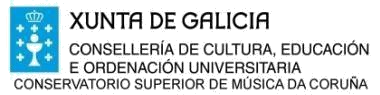 XUNTA DE GALICIA
CONSELLERÍA DE CULTURA, EDUCACIÓN
E ORDENACIÓN UNIVERSITARIA
CONSERVATORIO SUPERIOR DE MÚSICA DA CORUÑA